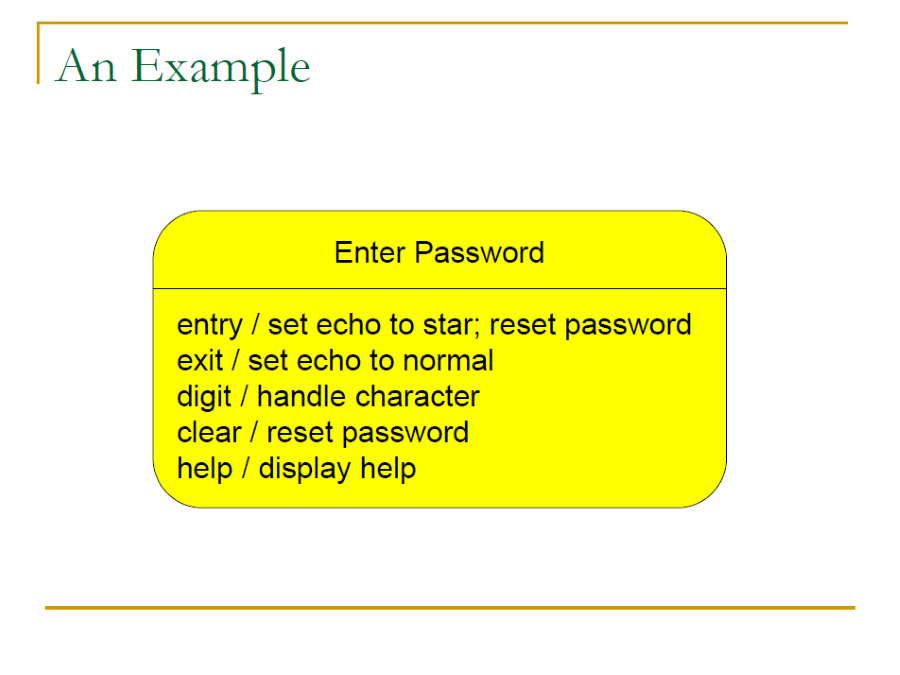 An Example
Enter Password
entry / set echo to star; reset password
exit / set echo to normal
digit / handle character
clear / reset password
help / display help